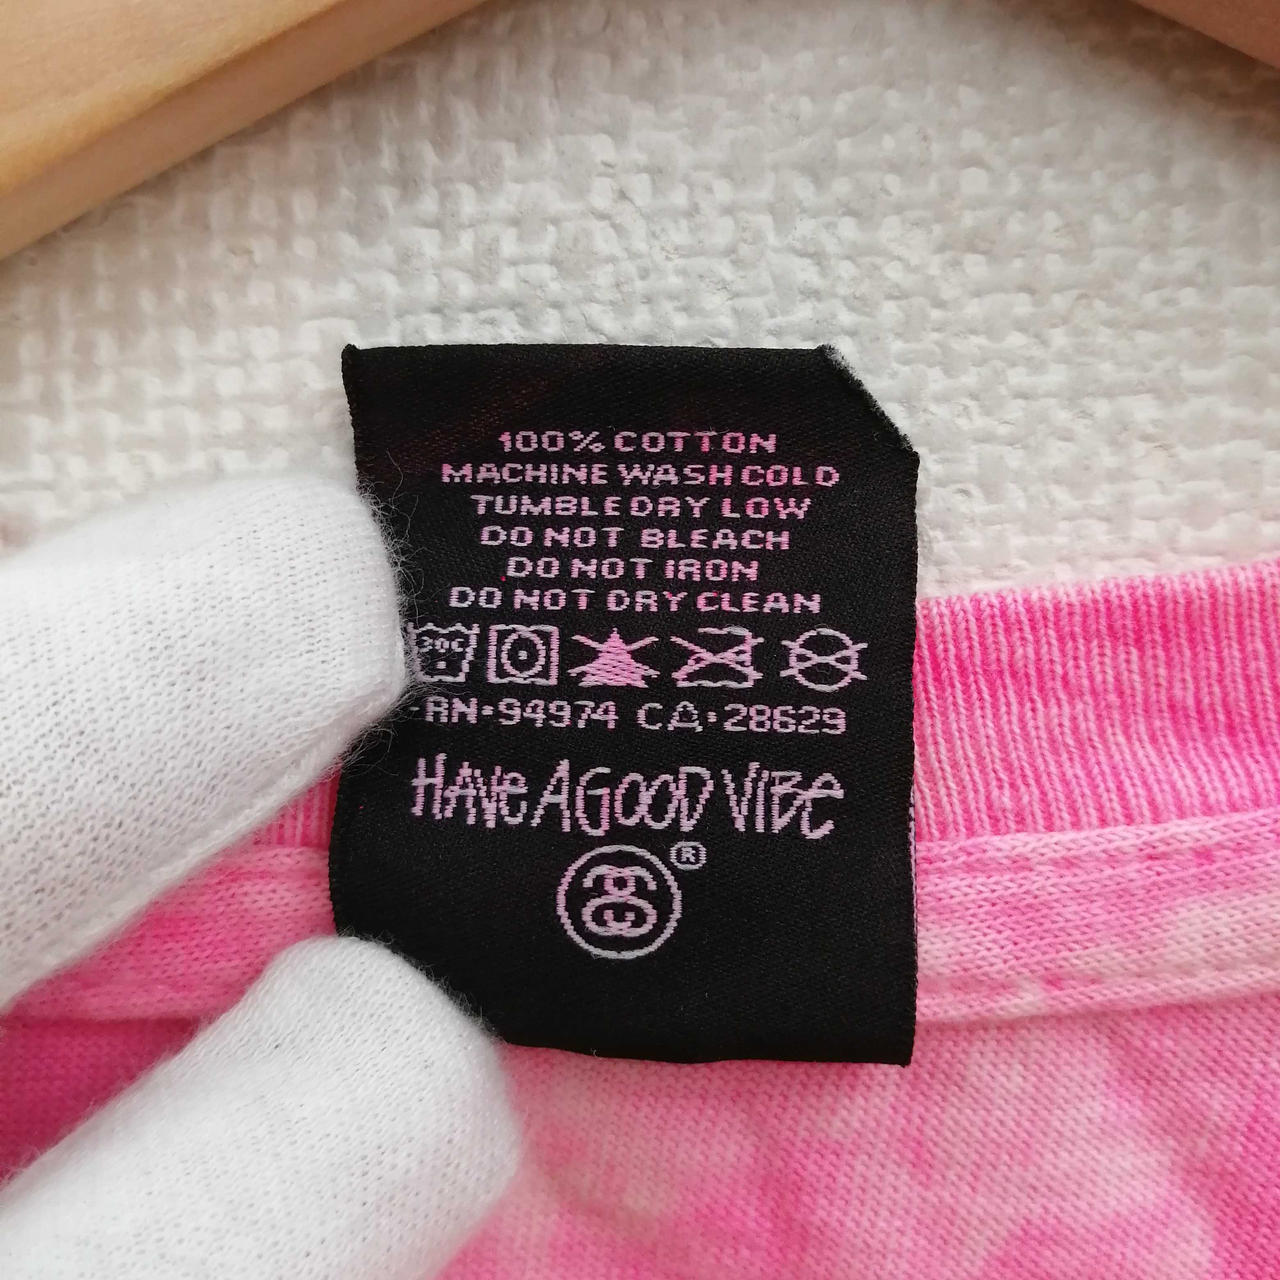 100% COTTON
MACHINE WASH COLD
TUMBLE DRY LOW
DO NOT BLEACH
DO NOT IRON
DO NOT DRY CLEAN
30C
RN•94974 CA•28629
HAVE A GOOD VIBE
®